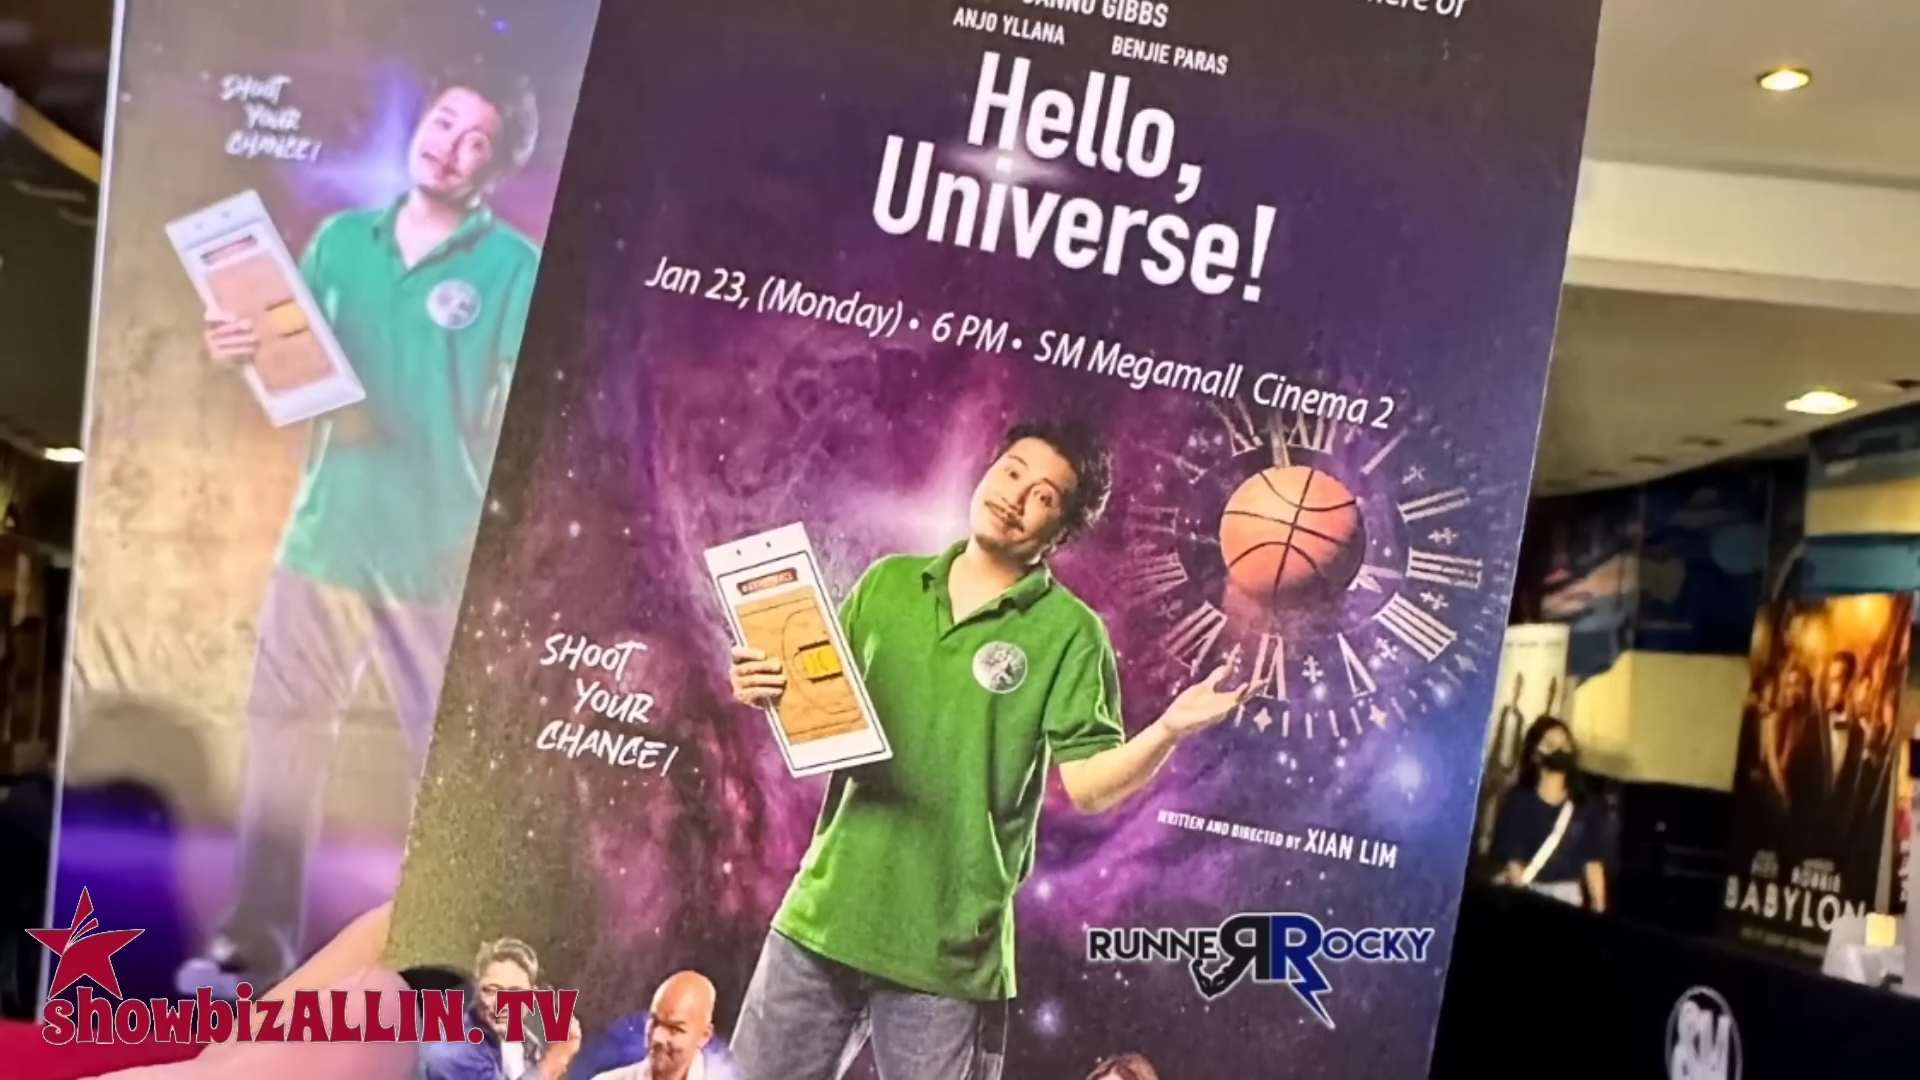 GIBBS
ANJO YLLANA BENJIE PARAS
Hello,
Universe!
Jan 23, (Monday) • 6 PM • SM Megamall Cinema 2
SHOOT
YOUR
CHANCE!
SHOOT
YOUR
CHANCE!
WRITTEN AND DIRECTED BY XIAN LIM
RUNNER ROCKY
BABYLON
SM
showbizALLIN.TV